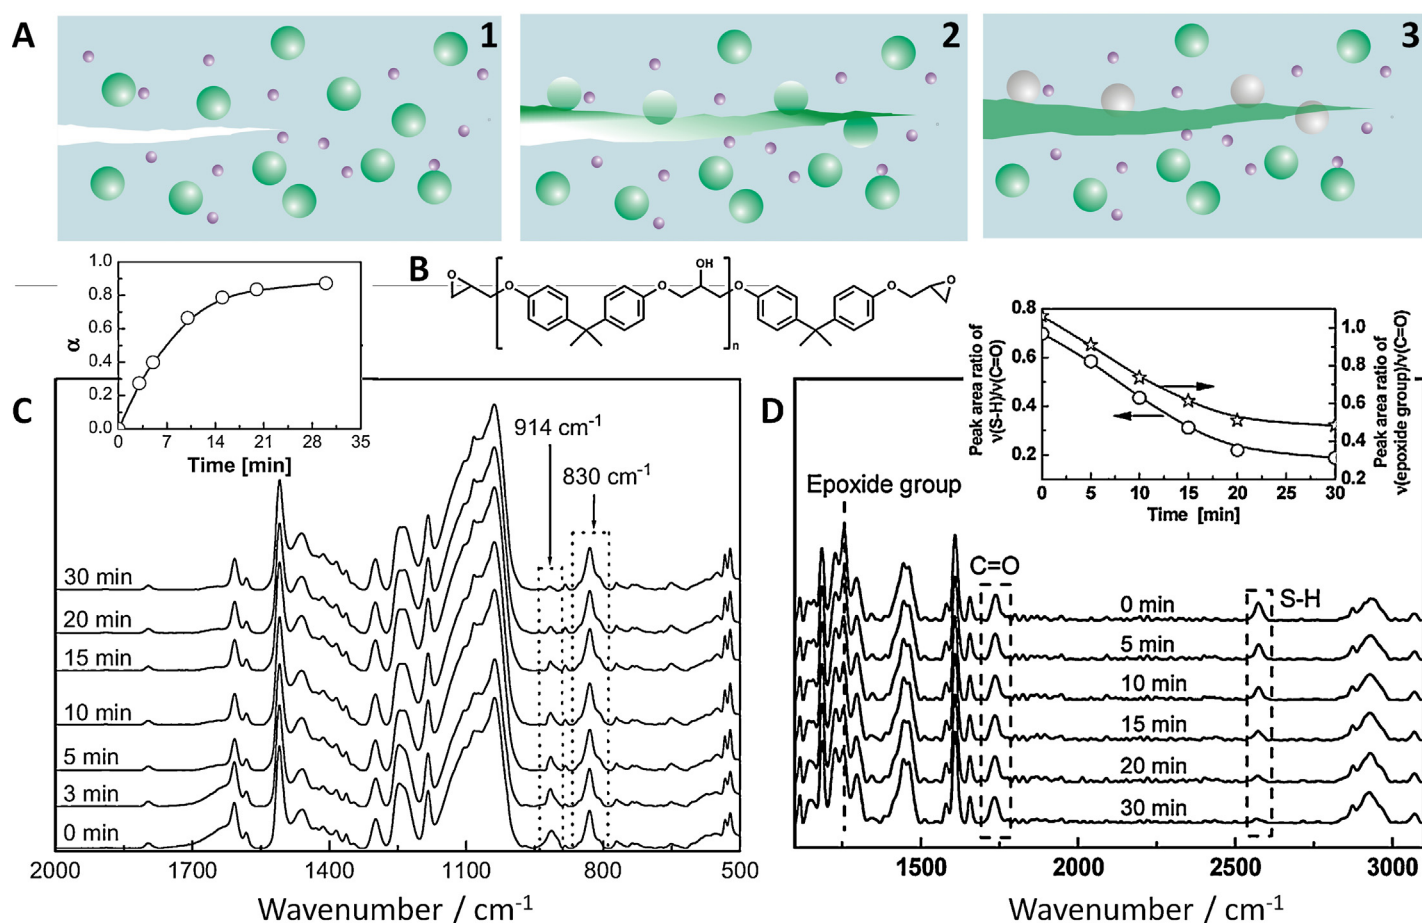 A
1
2
3
B
O
O
OH
O
O
O
O
n
1.0
0.8
0.6
0.4
0.2
0.0
α
0
7
14
21
28
35
Time [min]
C
914 cm-1
830 cm-1
30 min
20 min
15 min
10 min
5 min
3 min
0 min
2000
1700
1400
1100
800
500
Wavenumber / cm-1
D
Peak area ratio of
ν(S-H)/ν(C=O)
0.8
0.6
0.4
0.2
1.0
0.8
0.6
0.4
0.2
Peak area ratio of
ν(epoxide group)/ν(C=O)
0
5
10
15
20
25
30
Time [min]
Epoxide group
C=O
S-H
0 min
5 min
10 min
15 min
20 min
30 min
1500
2000
2500
3000
Wavenumber / cm-1